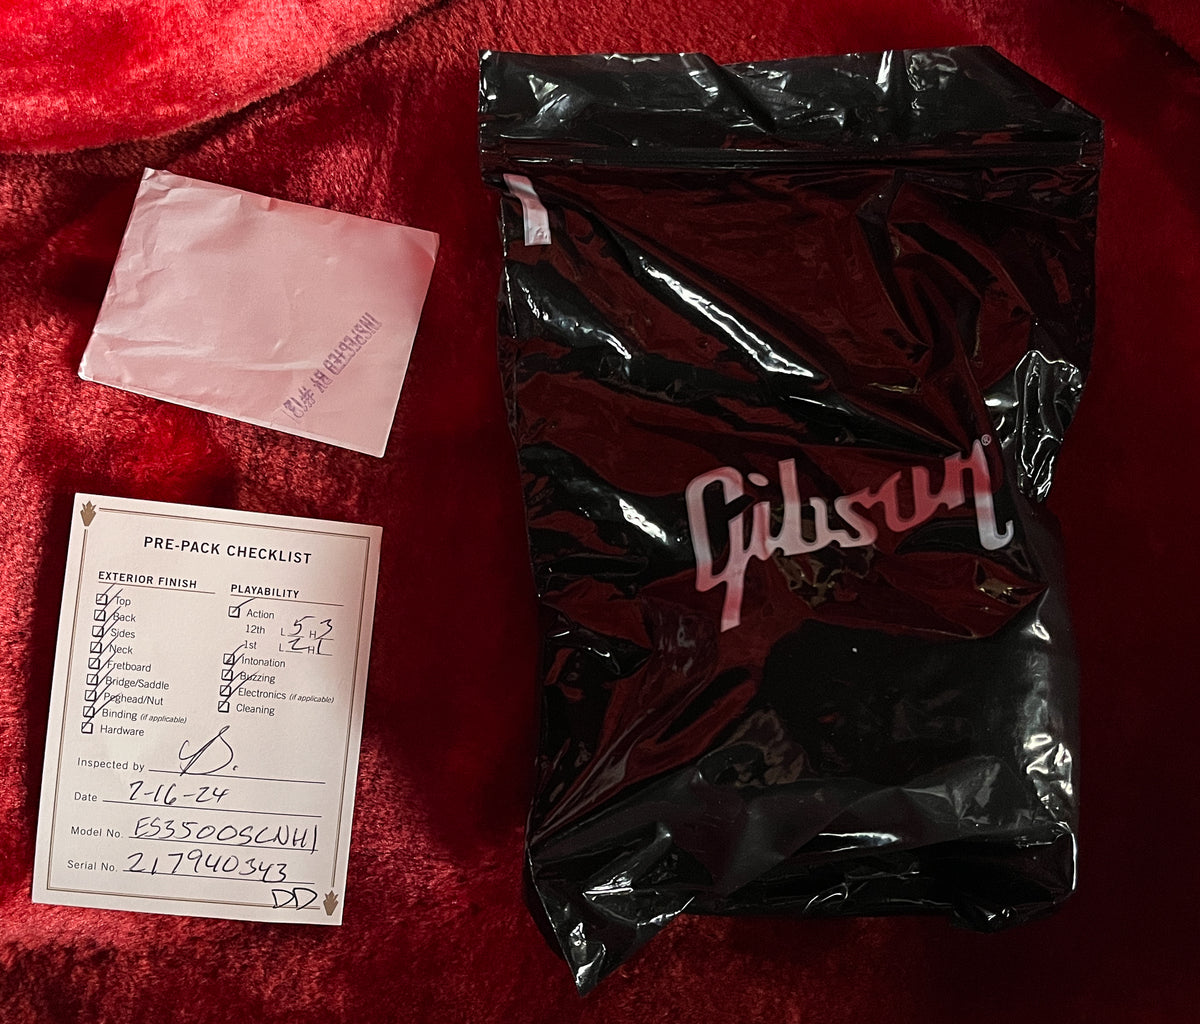 INSPECTED BY #13
Gibson®
PRE-PACK CHECKLIST
EXTERIOR FINISH
Top
Back
Sides
Neck
Fretboard
Bridge/Saddle
Peghead/Nut
Binding (if applicable)
Hardware
PLAYABILITY
Action
12th L 5 H 3
1st L 2 H 1
Intonation
Buzzing
Electronics (if applicable)
Cleaning
Inspected by
Date 2-16-24
Model No. ES3500SCNH1
Serial No. 217940343
DD